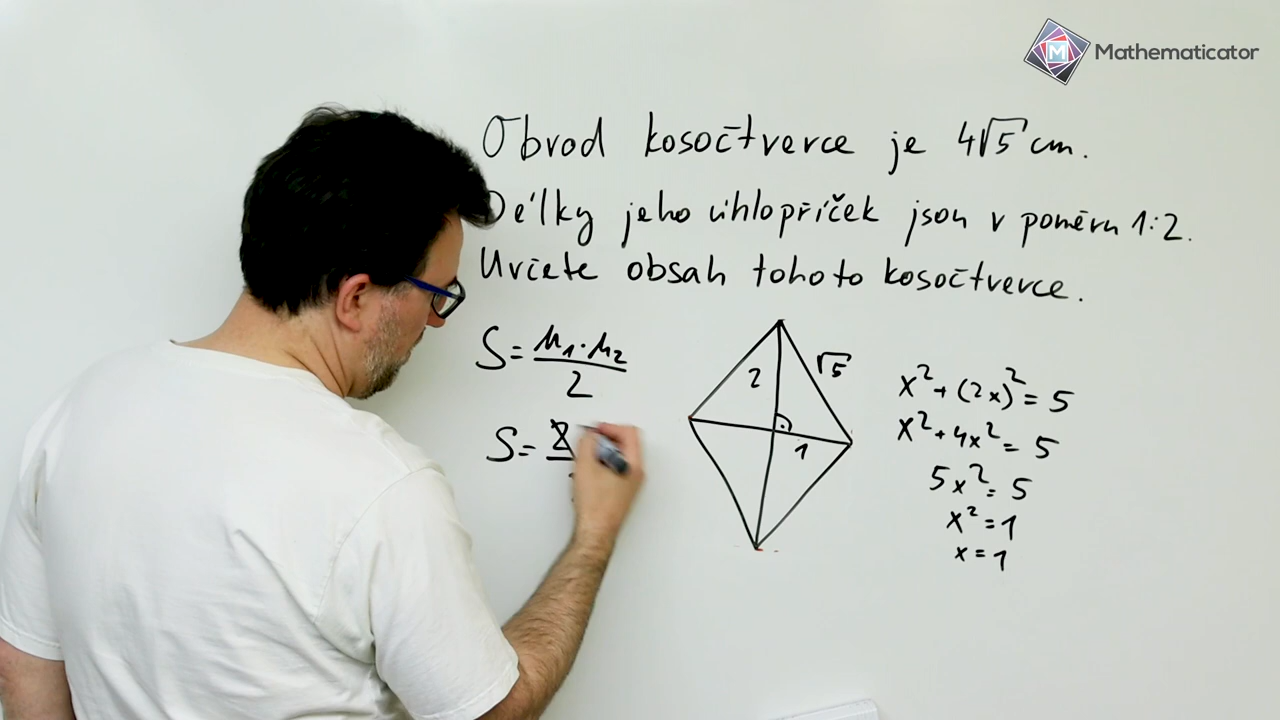 Mathematicator
Obvod kosočtverce je 4√5 cm.
Délky jeho úhlopříček jsou v poměru 1:2.
Určete obsah tohoto kosočtverce.
S = u₁·u₂ / 2
S = 2
2
√5
1
x² + (2x)² = 5
x² + 4x² = 5
5x² = 5
x² = 1
x = 1